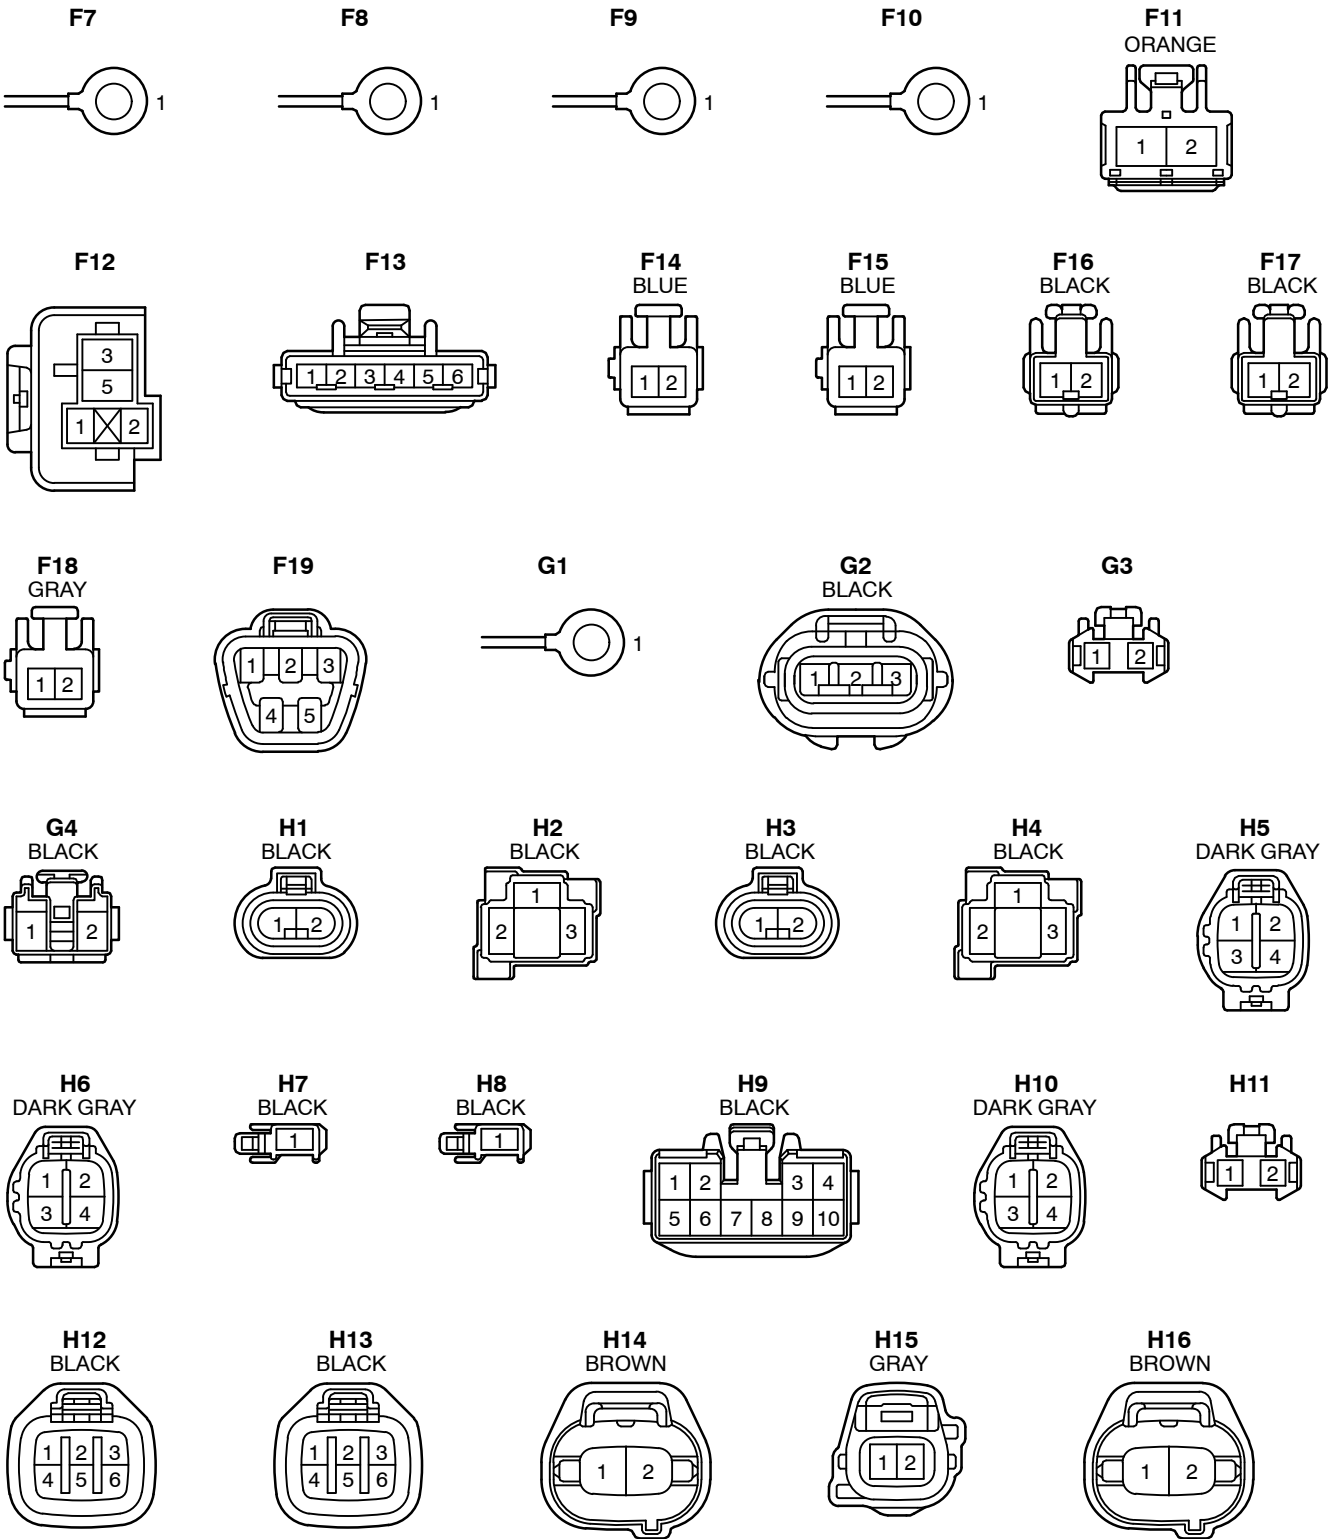 F7 F8 F9 F10 F11
ORANGE
1 1 1 1
1 2
F12 F13 F14 F15 F16 F17
BLUE BLUE BLACK BLACK
3
5
1 2
1 2 3 4 5 6
1 2
1 2
1 2
1 2
F18 F19 G1 G2 G3
GRAY BLACK
1 2
1 2 3
4 5
1
1 2 3
1 2
G4 H1 H2 H3 H4 H5
BLACK BLACK BLACK BLACK BLACK DARK GRAY
1 2
1 2
1
2 3
1 2
1
2 3
1 2
3 4
H6 H7 H8 H9 H10 H11
DARK GRAY BLACK BLACK BLACK DARK GRAY
1 2
3 4
1
1
1 2 3 4
5 6 7 8 9 10
1 2
3 4
1 2
H12 H13 H14 H15 H16
BLACK BLACK BROWN GRAY BROWN
1 2 3
4 5 6
1 2 3
4 5 6
1 2
1 2
1 2